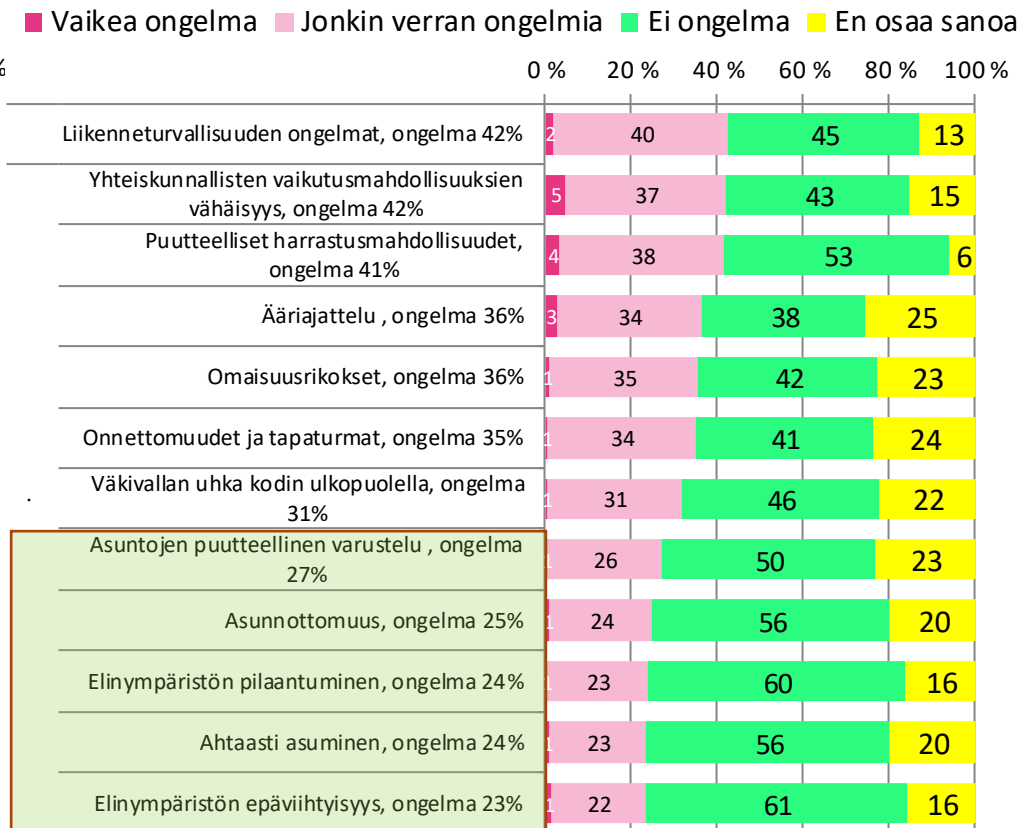 Vaikea ongelma Jonkin verran ongelmia Ei ongelma En osaa sanoa
%
0 % 20 % 40 % 60 % 80 % 100 %
Liikenneturvallisuuden ongelmat, ongelma 42% 2 40 45 13
Yhteiskunnallisten vaikutusmahdollisuuksien
vähäisyys, ongelma 42% 5 37 43 15
Puutteelliset harrastusmahdollisuudet,
ongelma 41% 4 38 53 6
Ääriajattelu , ongelma 36% 3 34 38 25
Omaisuusrikokset, ongelma 36% 1 35 42 23
Onnettomuudet ja tapaturmat, ongelma 35% 1 34 41 24
Väkivallan uhka kodin ulkopuolella, ongelma
31% 1 31 46 22
.
Asuntojen puutteellinen varustelu , ongelma
27% 1 26 50 23
Asunnottomuus, ongelma 25% 1 24 56 20
Elinympäristön pilaantuminen, ongelma 24% 1 23 60 16
Ahtaasti asuminen, ongelma 24% 1 23 56 20
Elinympäristön epäviihtyisyys, ongelma 23% 1 22 61 16